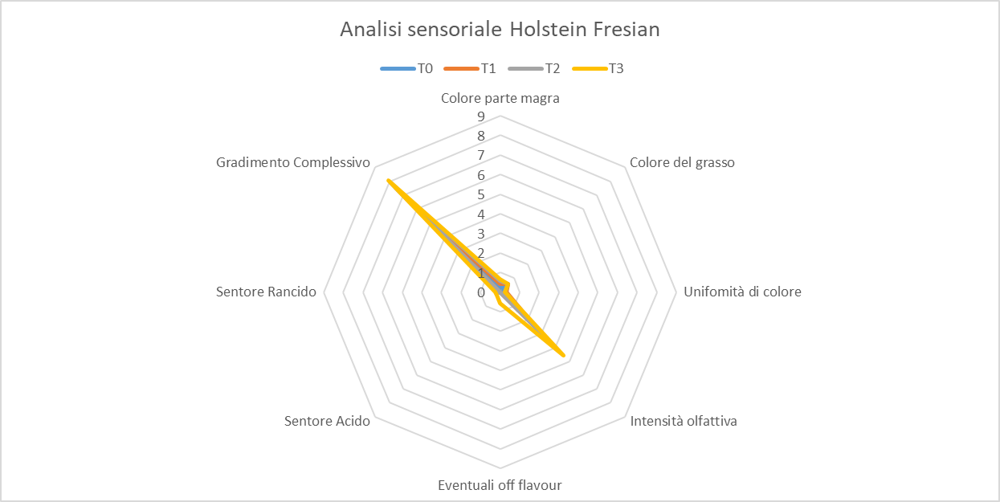 Analisi sensoriale Holstein Fresian
T0 T1 T2 T3
Colore parte magra
9
8
7
6
5
4
3
2
1
0
Gradimento Complessivo
Colore del grasso
Sentore Rancido
Unifomità di colore
Sentore Acido
Intensità olfattiva
Eventuali off flavour